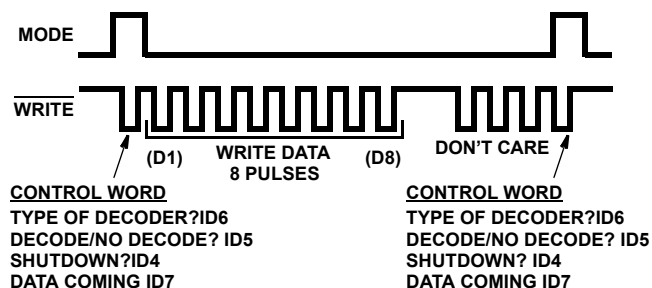 MODE
WRITE
(D1)
WRITE DATA
8 PULSES
(D8)
DON'T CARE
CONTROL WORD
TYPE OF DECODER?ID6
DECODE/NO DECODE? ID5
SHUTDOWN?ID4
DATA COMING ID7
CONTROL WORD
TYPE OF DECODER?ID6
DECODE/NO DECODE? ID5
SHUTDOWN? ID4
DATA COMING ID7